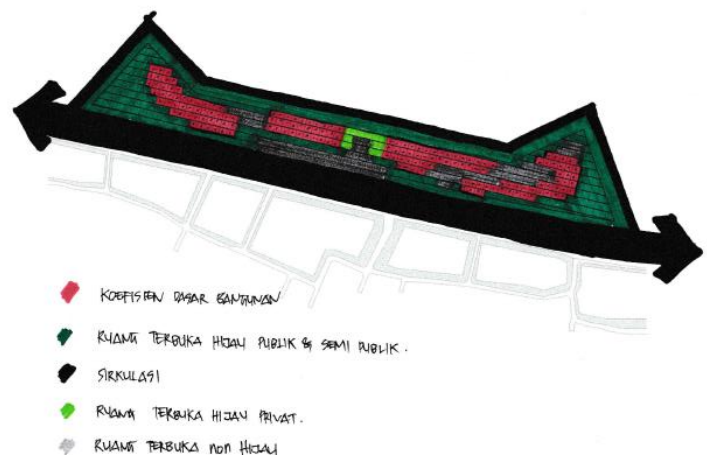 KOEFISIEN DASAR BANGUNAN
RUANG TERBUKA HIJAU PUBLIK & SEMI PUBLIK.
SIRKULASI
RUANG TERBUKA HIJAU PRIVAT.
RUANG TERBUKA non HIJAU